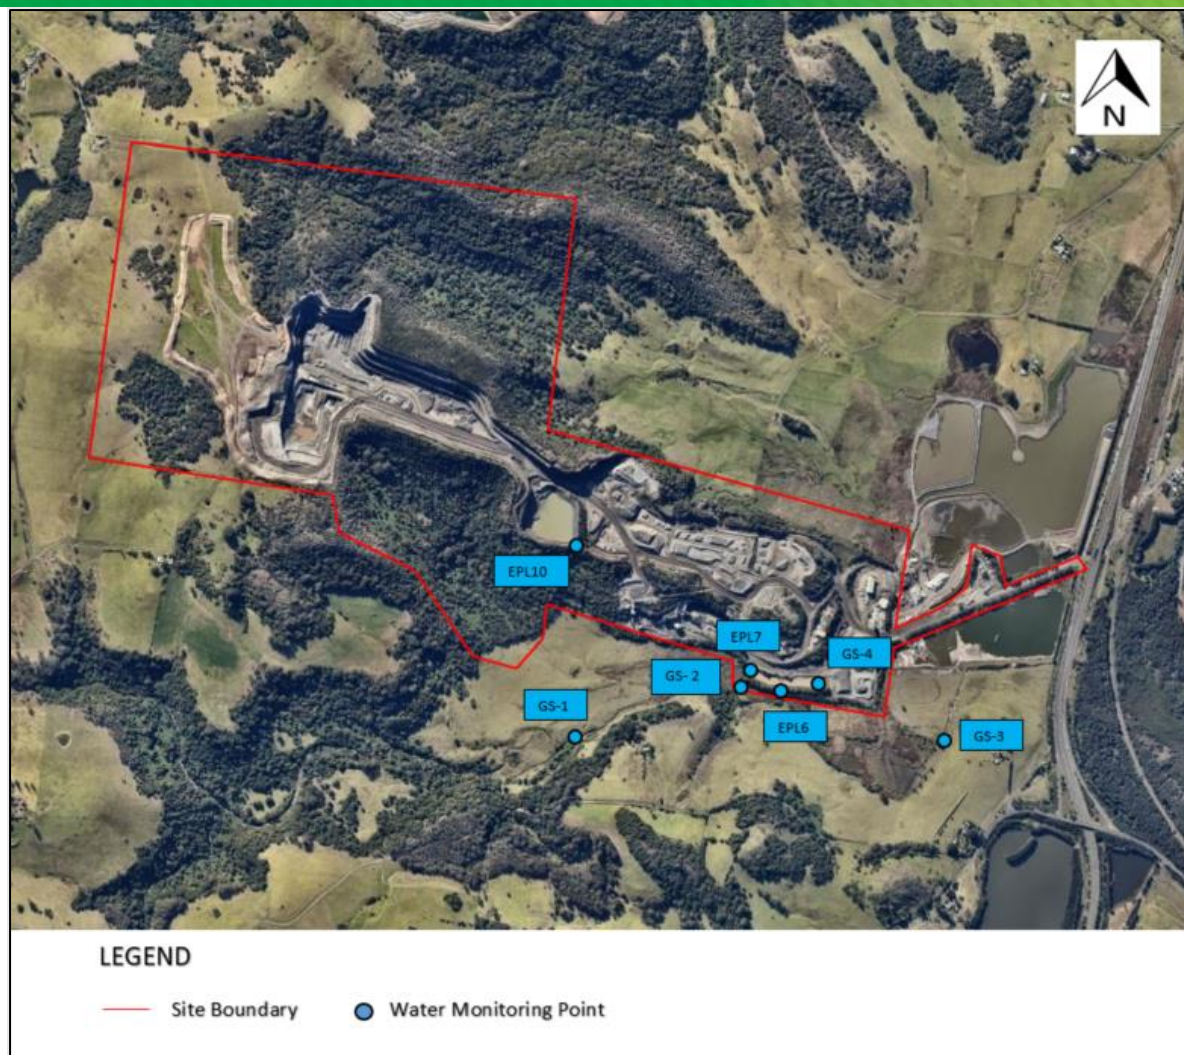 N
EPL10
EPL7
GS-4
GS- 2
GS-1
EPL6
GS-3
LEGEND
Site Boundary
Water Monitoring Point